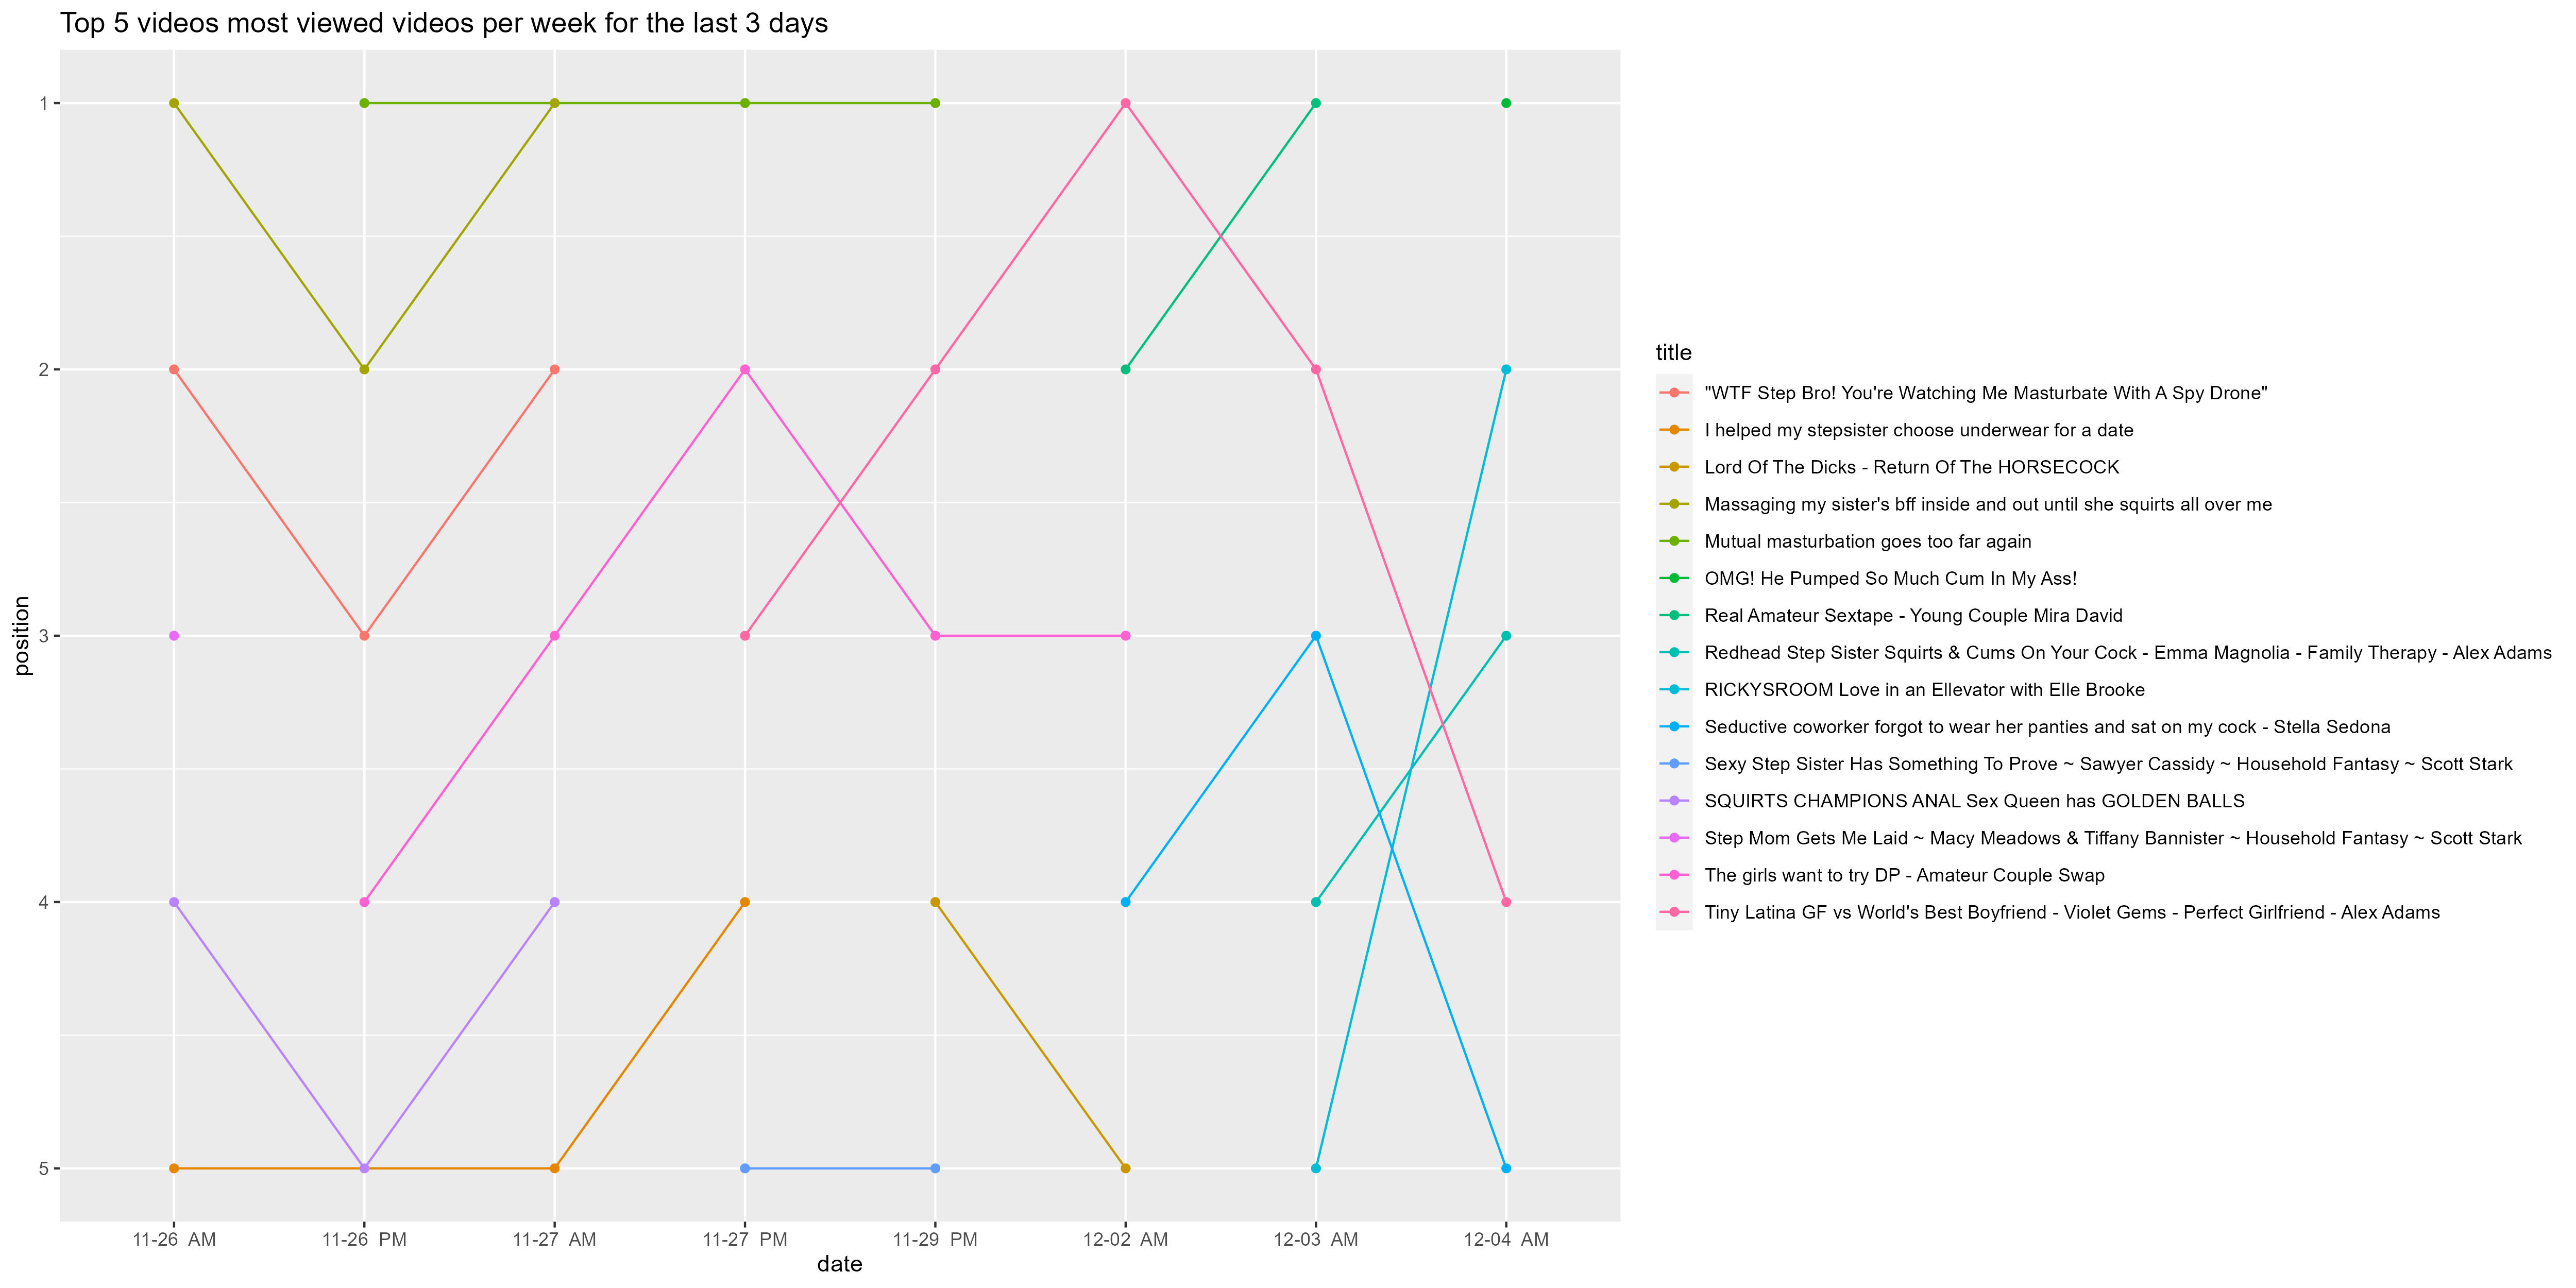 Top 5 videos most viewed videos per week for the last 3 days
position
1
2
3
4
5
11-26 AM
11-26 PM
11-27 AM
11-27 PM
11-29 PM
12-02 AM
12-03 AM
12-04 AM
date
title
"WTF Step Bro! You're Watching Me Masturbate With A Spy Drone"
I helped my stepsister choose underwear for a date
Lord Of The Dicks - Return Of The HORSECOCK
Massaging my sister's bff inside and out until she squirts all over me
Mutual masturbation goes too far again
OMG! He Pumped So Much Cum In My Ass!
Real Amateur Sextape - Young Couple Mira David
Redhead Step Sister Squirts & Cums On Your Cock - Emma Magnolia - Family Therapy - Alex Adams
RICKYSROOM Love in an Ellevator with Elle Brooke
Seductive coworker forgot to wear her panties and sat on my cock - Stella Sedona
Sexy Step Sister Has Something To Prove ~ Sawyer Cassidy ~ Household Fantasy ~ Scott Stark
SQUIRTS CHAMPIONS ANAL Sex Queen has GOLDEN BALLS
Step Mom Gets Me Laid ~ Macy Meadows & Tiffany Bannister ~ Household Fantasy ~ Scott Stark
The girls want to try DP - Amateur Couple Swap
Tiny Latina GF vs World's Best Boyfriend - Violet Gems - Perfect Girlfriend - Alex Adams